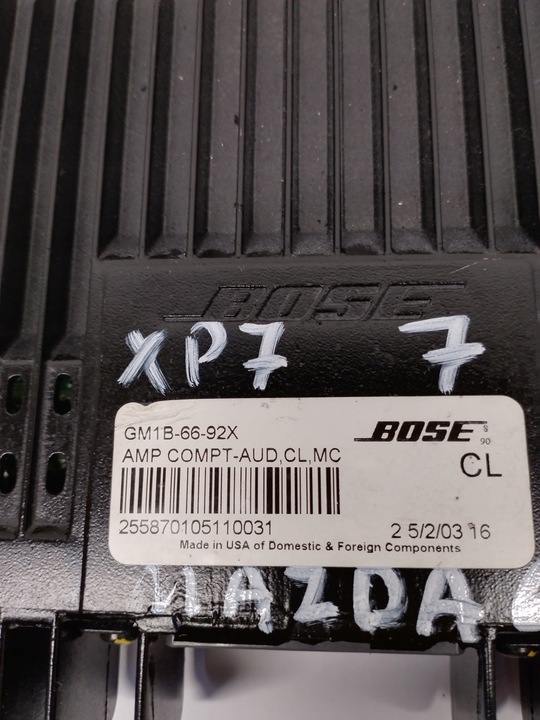 BOSE
XP7 7
GM1B-66-92X
BOSE
S
90
AMP COMPT-AUD,CL,MC
CL
255870105110031
2 5/2/03 16
Made in USA of Domestic & Foreign Components
MAZDA